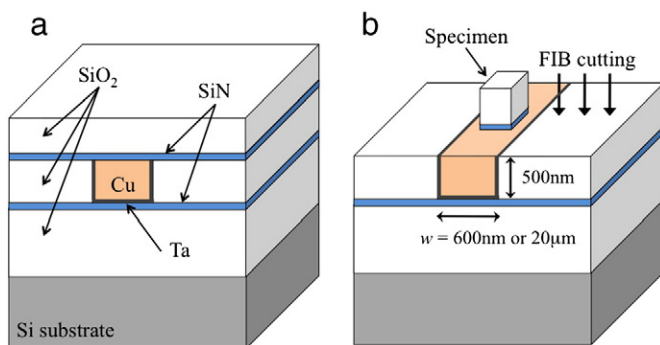 a
SiO₂
SiN
Cu
Ta
Si substrate
b
Specimen
FIB cutting
500nm
w = 600nm or 20μm